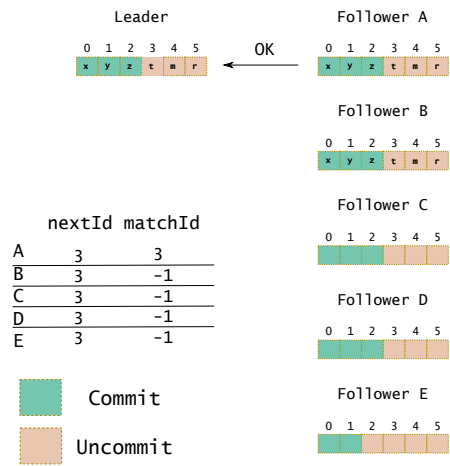 Leader
0 1 2 3 4 5
x y z t m r
OK
Follower A
0 1 2 3 4 5
x y z t m r
Follower B
0 1 2 3 4 5
x y z t m r
Follower C
0 1 2 3 4 5
Follower D
0 1 2 3 4 5
Follower E
0 1 2 3 4 5
nextId matchId
A 3 3
B 3 -1
C 3 -1
D 3 -1
E 3 -1
Commit
Uncommit